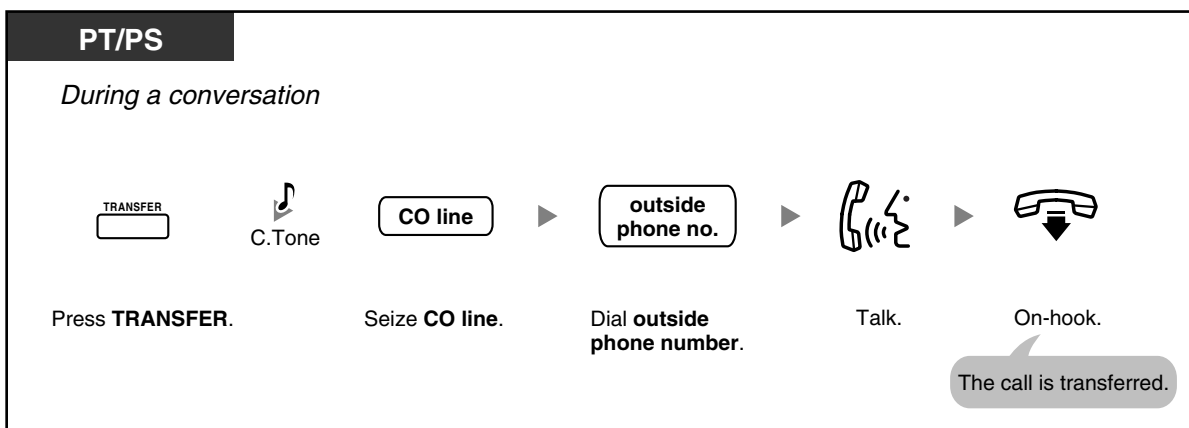 PT/PS
During a conversation
TRANSFER
C.Tone
CO line
outside
phone no.
Press TRANSFER.
Seize CO line.
Dial outside
phone number.
Talk.
On-hook.
The call is transferred.